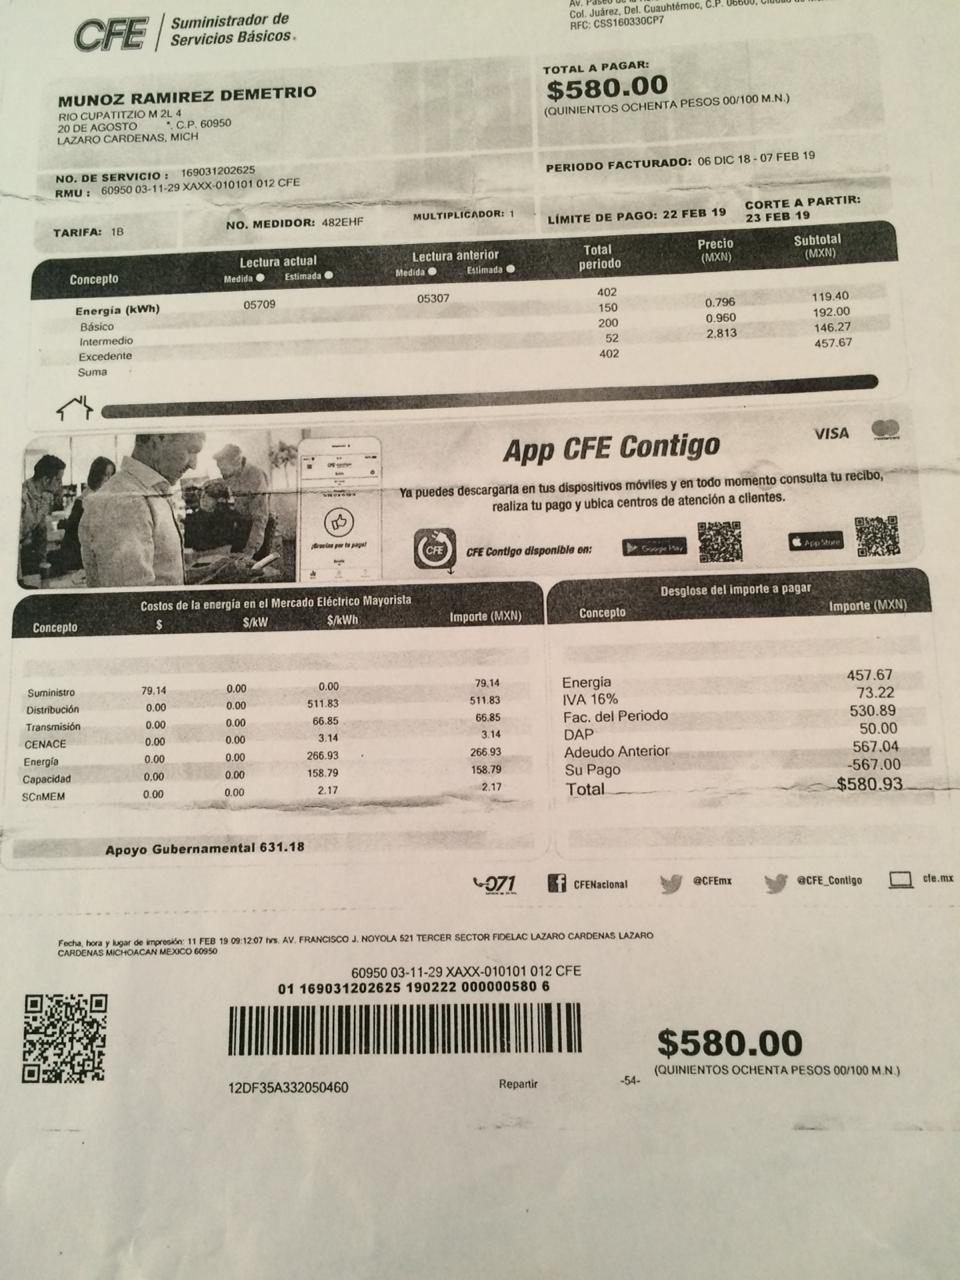 CFE
Suministrador de
Servicios Básicos.
Col. Juárez, Del. Cuauhtémoc, C.P. 06600,
RFC: CSS160330CP7
MUNOZ RAMIREZ DEMETRIO
RIO CUPATITZIO M 2L 4
20 DE AGOSTO *. C.P. 60950
LAZARO CARDENAS, MICH
TOTAL A PAGAR:
$580.00
(QUINIENTOS OCHENTA PESOS 00/100 M.N.)
NO. DE SERVICIO : 169031202625
RMU : 60950 03-11-29 XAXX-010101 012 CFE
PERIODO FACTURADO: 06 DIC 18 - 07 FEB 19
TARIFA: 1B NO. MEDIDOR: 482EHF MULTIPLICADOR: 1
LÍMITE DE PAGO: 22 FEB 19
CORTE A PARTIR:
23 FEB 19
Concepto Lectura actual Lectura anterior Total periodo Precio (MXN) Subtotal (MXN)
Medida Estimada Medida Estimada
Energía (kWh) 05709 05307 402
Básico 150 0.796 119.40
Intermedio 200 0.960 192.00
Excedente 52 2.813 146.27
Suma 402 457.67
App CFE Contigo
VISA
mastercard
Ya puedes descargarla en tus dispositivos móviles y en todo momento consulta tu recibo,
realiza tu pago y ubica centros de atención a clientes.
¡Gracias por tu pago!
CFE
CFE Contigo disponible en:
Google Play
App Store
Costos de la energía en el Mercado Eléctrico Mayorista
Concepto $ $/kW $/kWh Importe (MXN)
Suministro 79.14 0.00 0.00 79.14
Distribución 0.00 0.00 511.83 511.83
Transmisión 0.00 0.00 66.85 66.85
CENACE 0.00 0.00 3.14 3.14
Energía 0.00 0.00 266.93 266.93
Capacidad 0.00 0.00 158.79 158.79
SCnMEM 0.00 0.00 2.17 2.17
Apoyo Gubernamental 631.18
Desglose del importe a pagar
Concepto Importe (MXN)
Energía 457.67
IVA 16% 73.22
Fac. del Periodo 530.89
DAP 50.00
Adeudo Anterior 567.04
Su Pago -567.00
Total $580.93
071
CFENacional
@CFEmx
@CFE_Contigo
cfe.mx
Fecha, hora y lugar de impresión: 11 FEB 19 09:12:07 hrs. AV. FRANCISCO J. NOYOLA 521 TERCER SECTOR FIDELAC LAZARO CARDENAS LAZARO
CARDENAS MICHOACAN MEXICO 60950
60950 03-11-29 XAXX-010101 012 CFE
01 169031202625 190222 000000580 6
12DF35A332050460
Repartir
-54-
$580.00
(QUINIENTOS OCHENTA PESOS 00/100 M.N.)